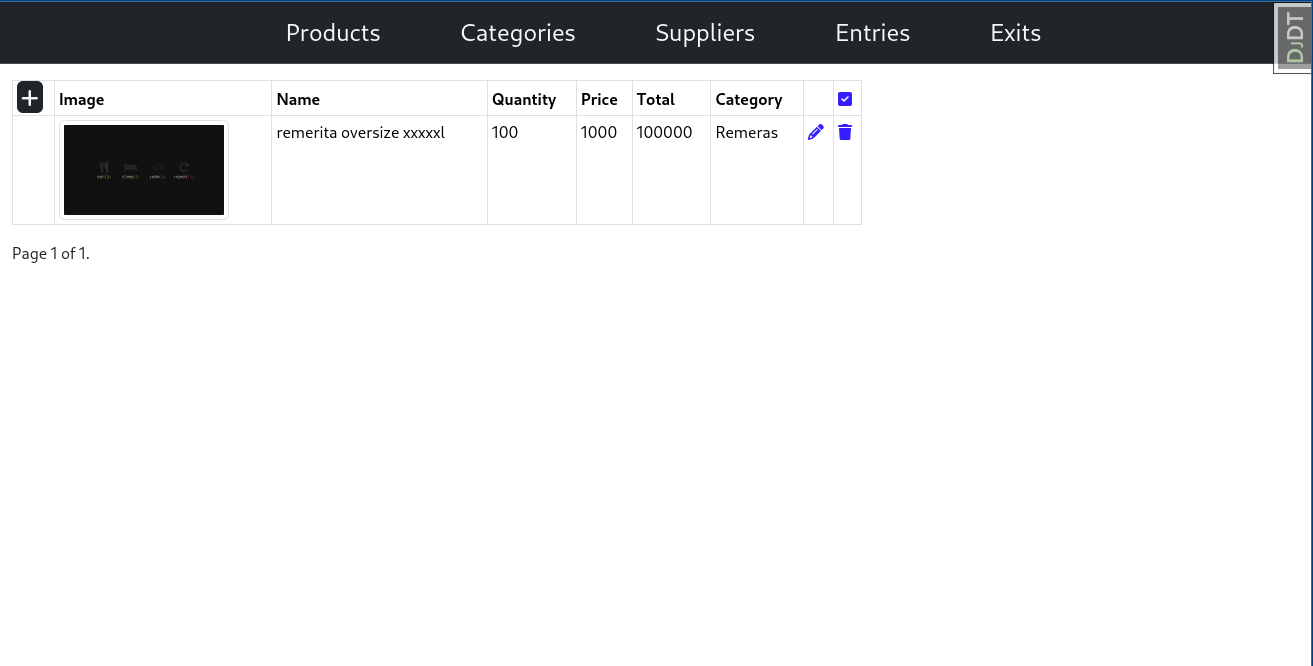 Products Categories Suppliers Entries Exits
DJDT
Image Name Quantity Price Total Category
remerita oversize xxxxxl 100 1000 100000 Remeras
Page 1 of 1.